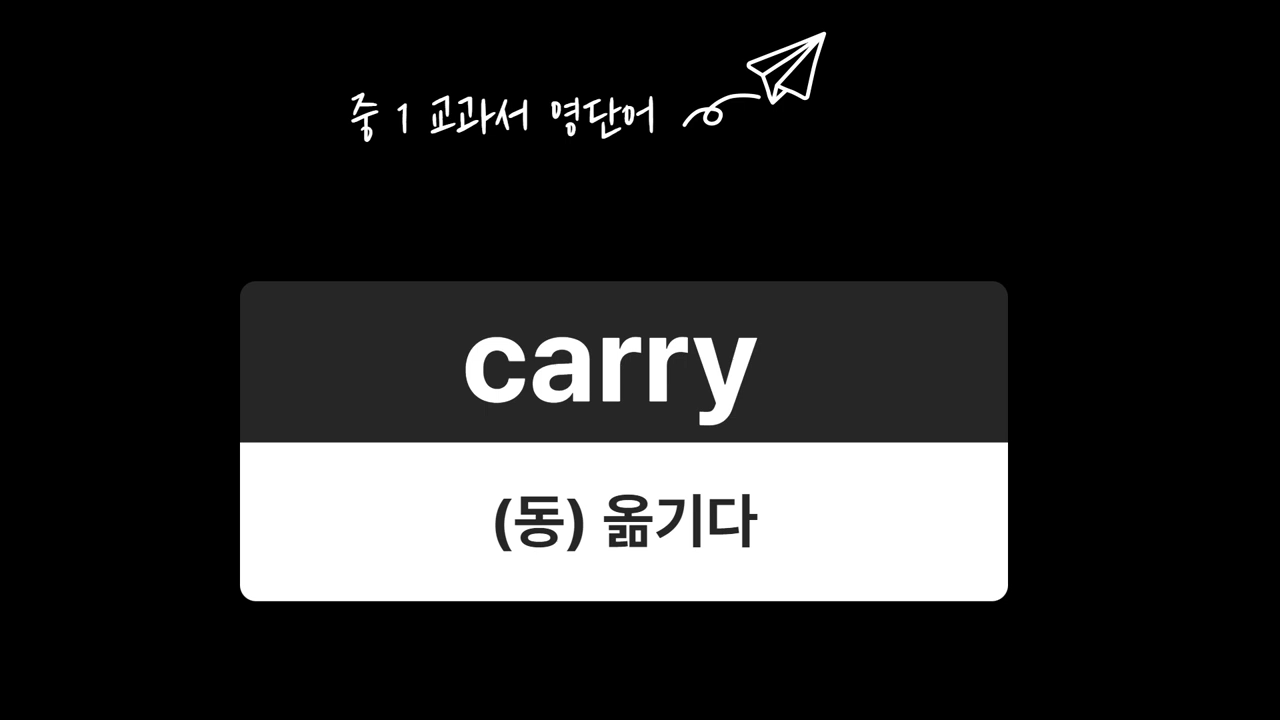 중 1 교과서 영단어
carry
(동) 옮기다